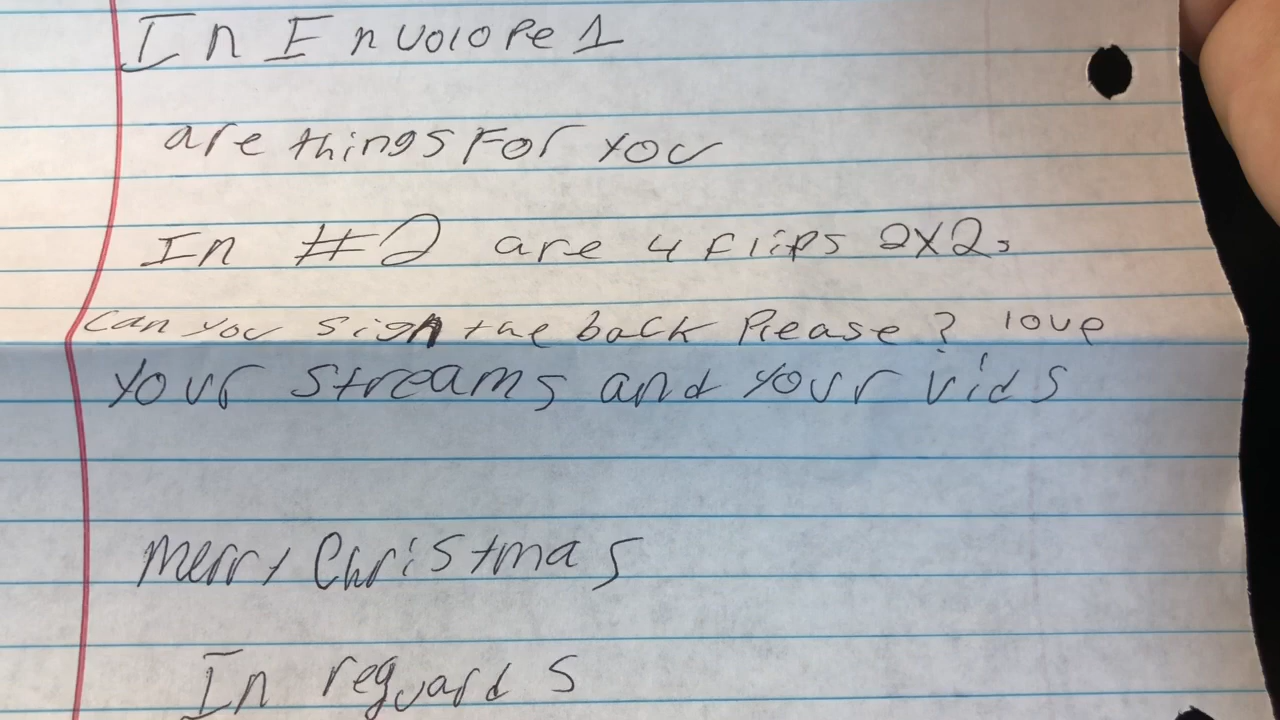 In Envolope 1
are things For you
In #2 are 4 flips 2X2s
Can you sign the back Please? love
your streams and your vids
merry Christmas
In reguards